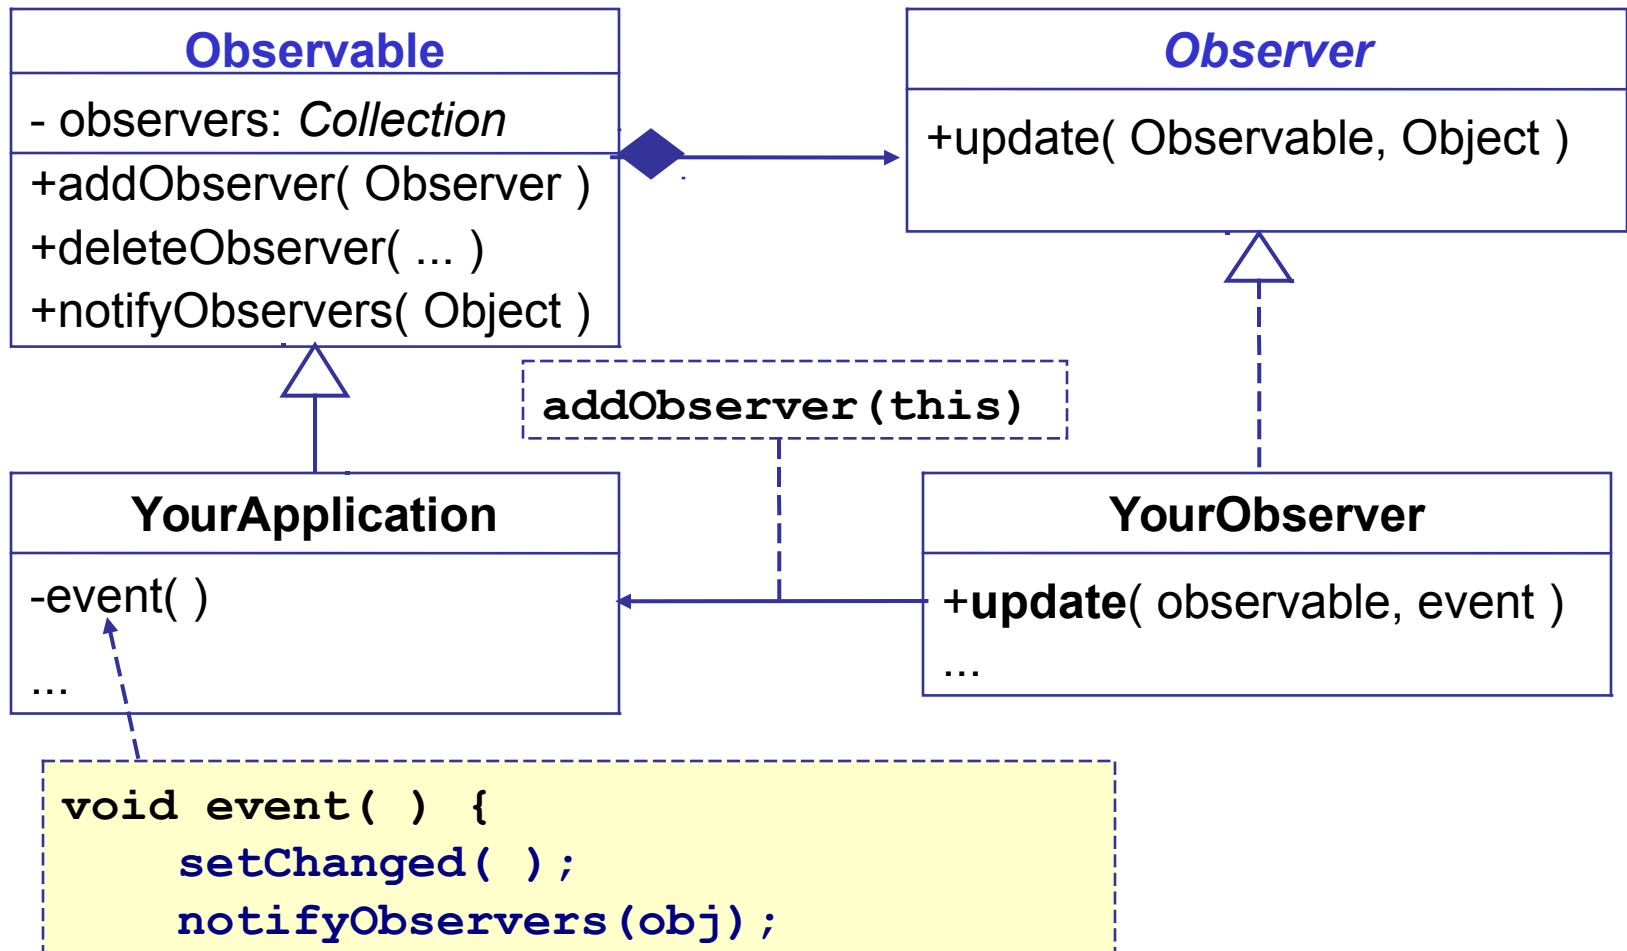 Observable
- observers: Collection
+addObserver( Observer )
+deleteObserver( ... )
+notifyObservers( Object )
Observer
+update( Observable, Object )
addObserver(this)
YourApplication
-event( )
...
YourObserver
+update( observable, event )
...
void event( ) {
setChanged( );
notifyObservers(obj);